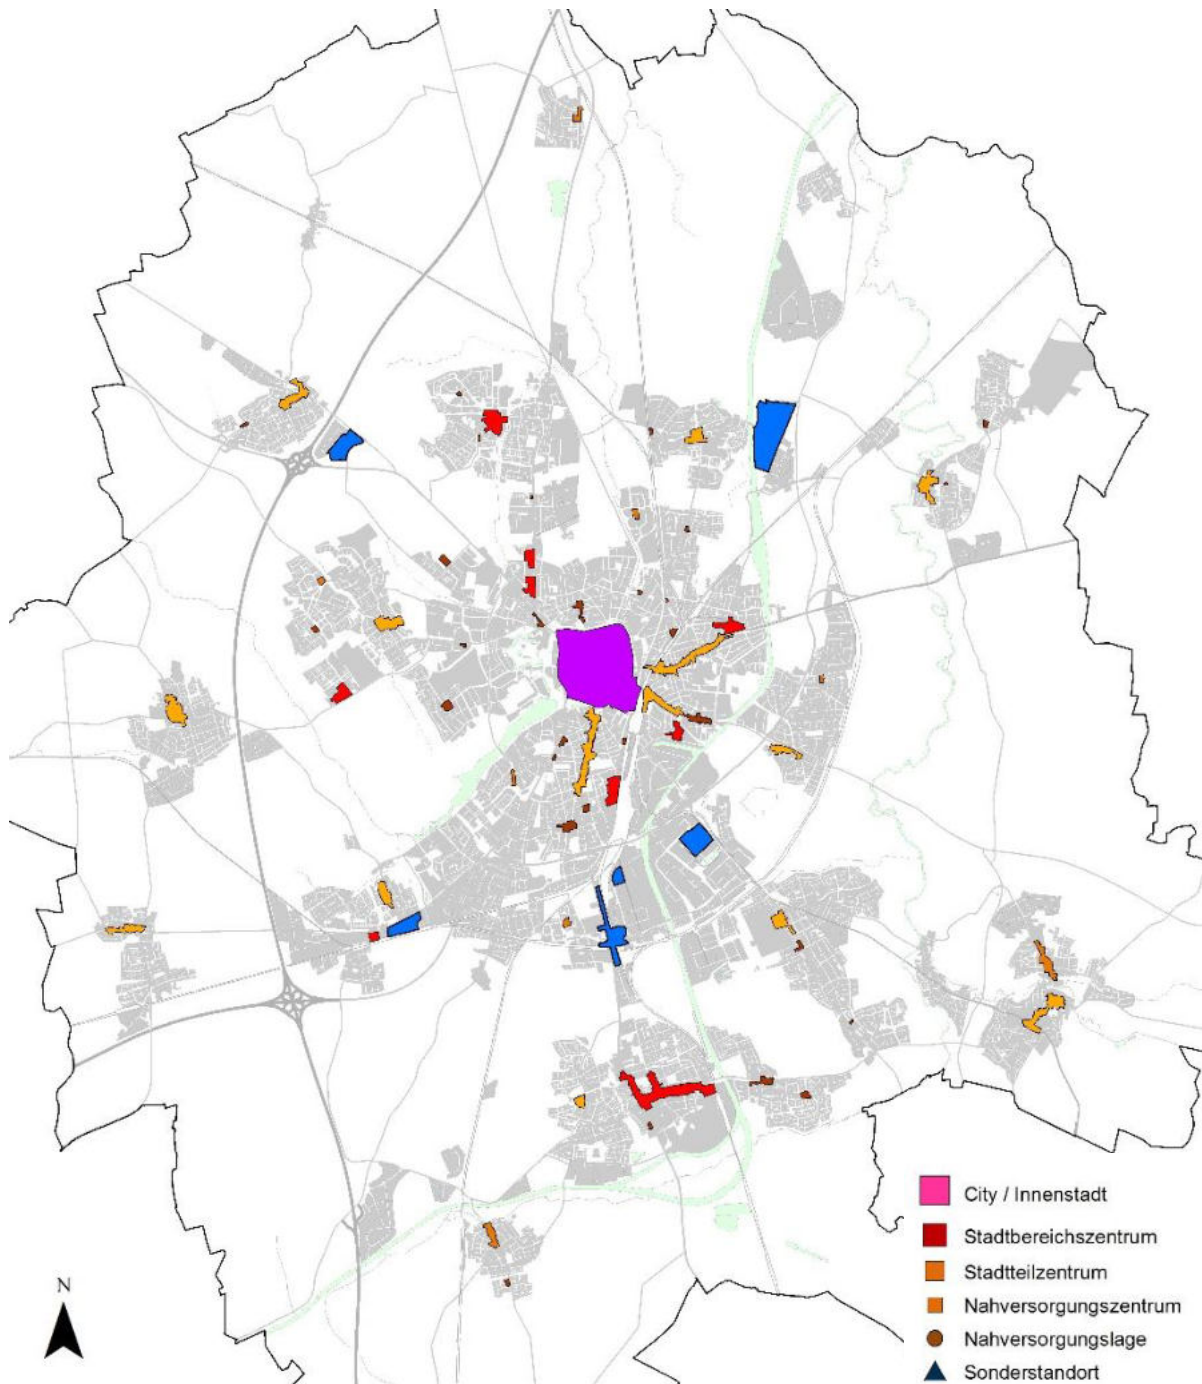 N
City / Innenstadt
Stadtbereichszentrum
Stadtteilzentrum
Nahversorgungszentrum
Nahversorgungslage
Sonderstandort